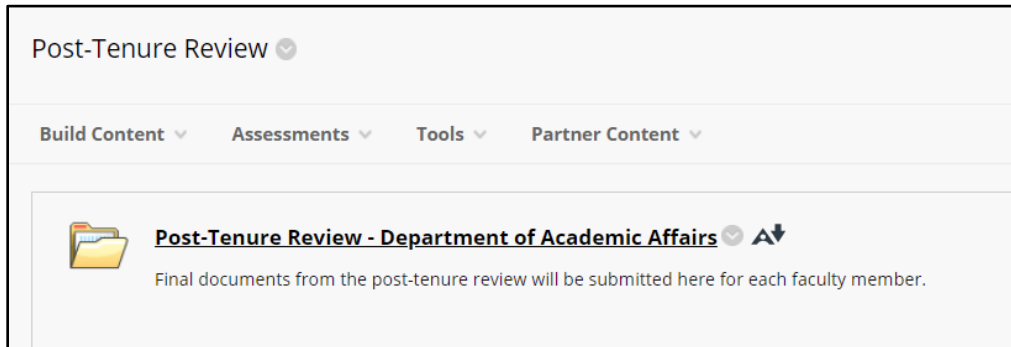 Post-Tenure Review
Build Content Assessments Tools Partner Content
Post-Tenure Review - Department of Academic Affairs
Final documents from the post-tenure review will be submitted here for each faculty member.